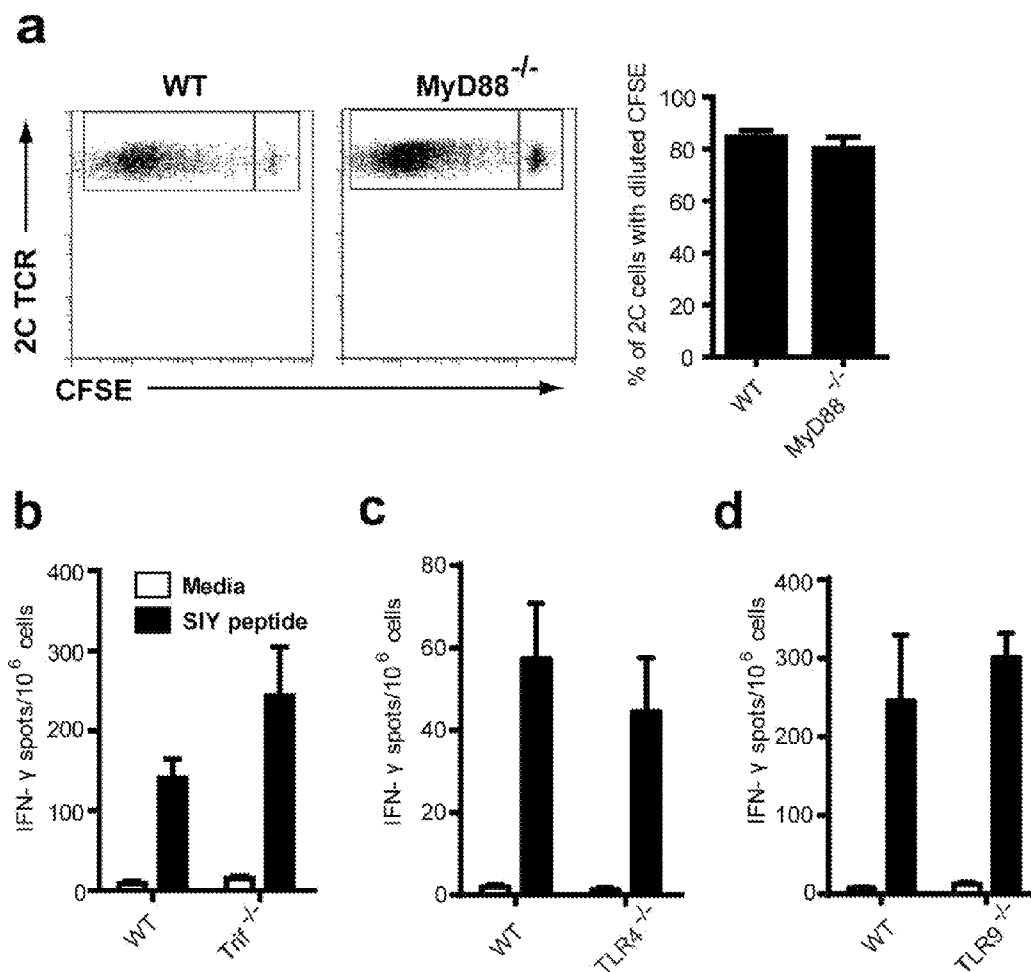 a
WT
MyD88-/-
2C TCR
CFSE
% of 2C cells with diluted CFSE
100
80
60
40
20
0
WT
MyD88-/-
b
IFN- γ spots/10^6 cells
400
300
200
100
0
Media
SIY peptide
WT
Trif-/-
c
IFN- γ spots/10^6 cells
80
60
40
20
0
WT
TLR4-/-
d
IFN- γ spots/10^6 cells
400
300
200
100
0
WT
TLR9-/-